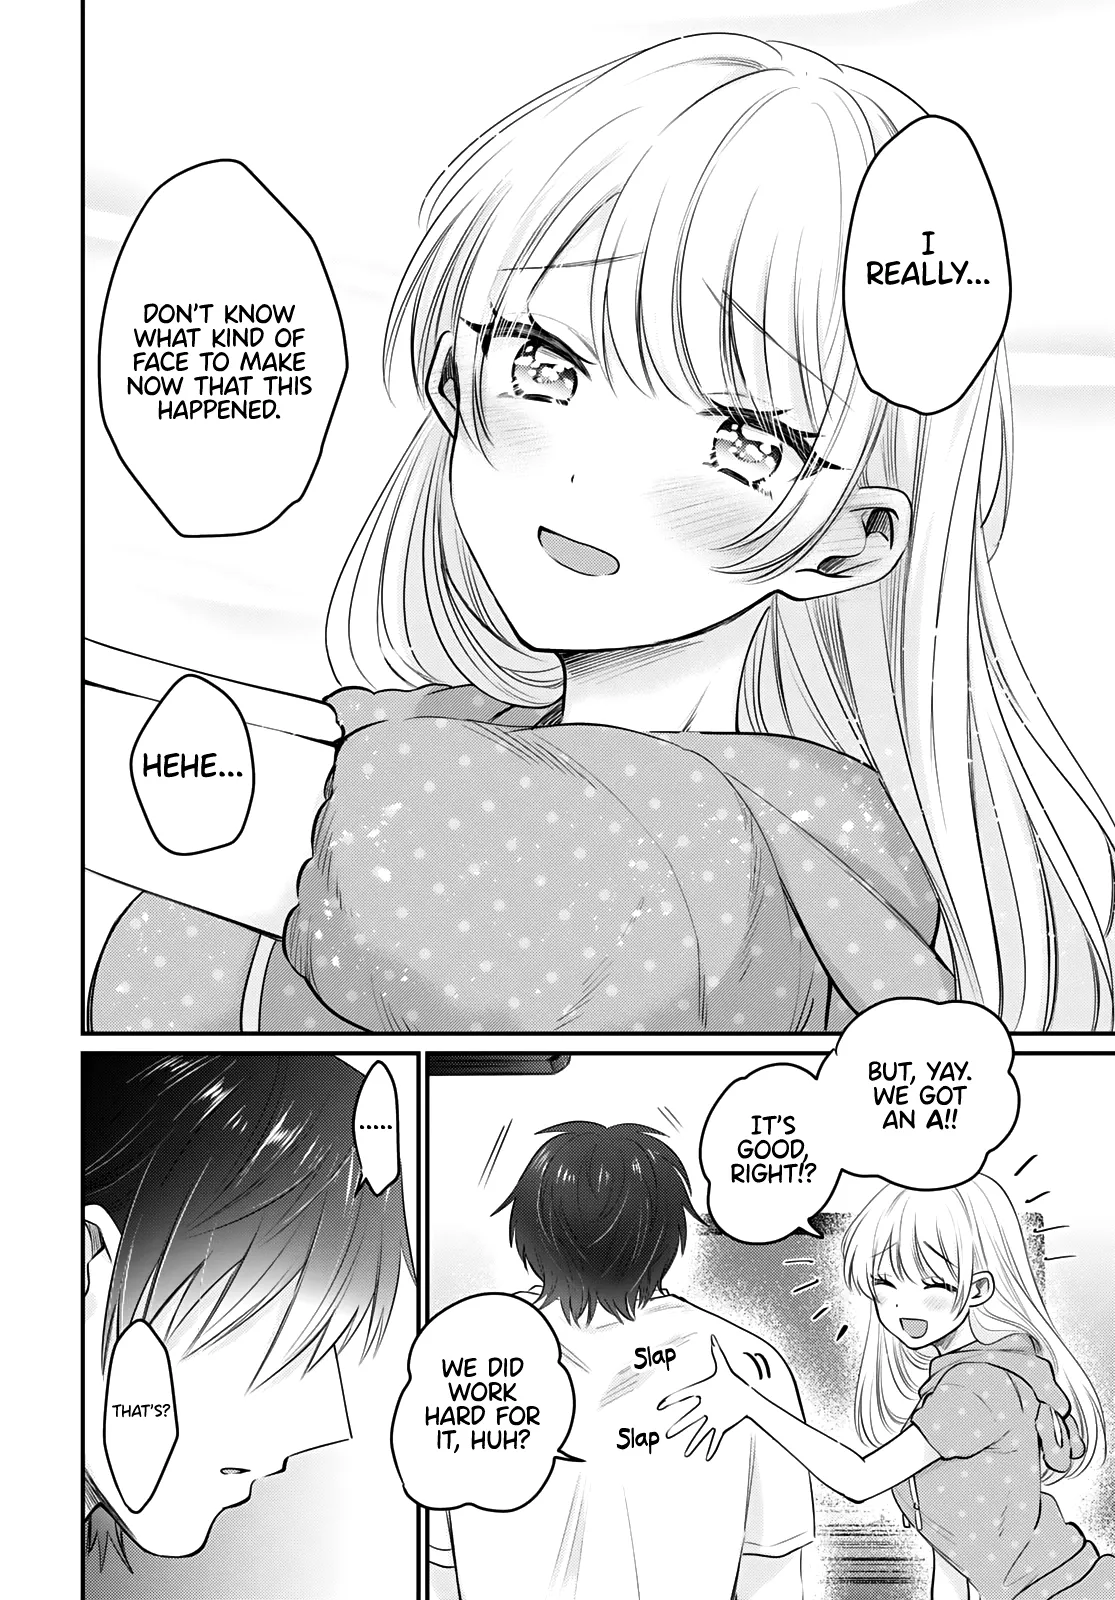 I
REALLY...
DON'T KNOW
WHAT KIND OF
FACE TO MAKE
NOW THAT THIS
HAPPENED.
HEHE...
BUT, YAY.
WE GOT
AN A!!
IT'S
GOOD,
RIGHT!?
WE DID
WORK
HARD FOR
IT, HUH?
Slap
Slap
.....
THAT'S?